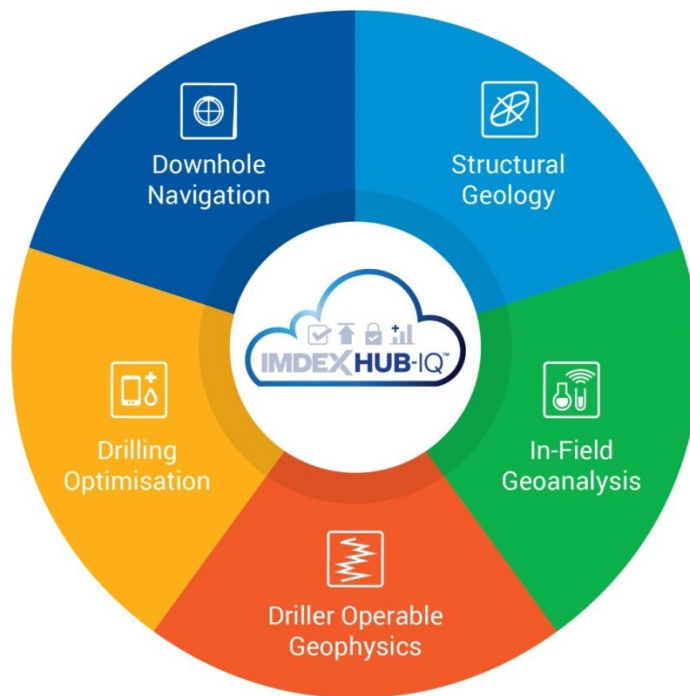 Downhole
Navigation
Structural
Geology
IMDEXHUB-IQ™
Drilling
Optimisation
In-Field
Geoanalysis
Driller Operable
Geophysics